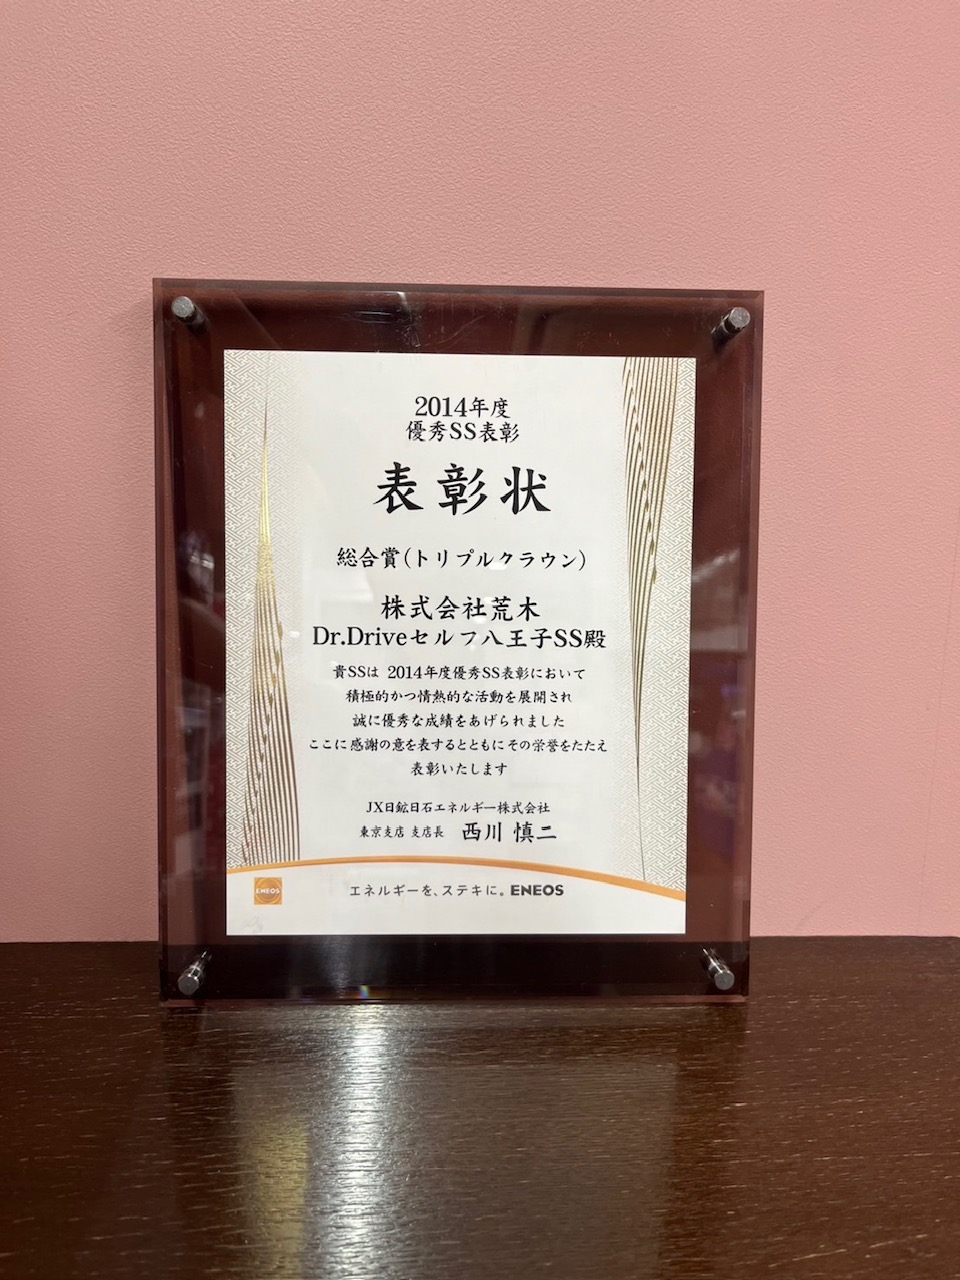 2014年度
優秀SS表彰
表彰状
総合賞(トリプルクラウン)
株式会社荒木
Dr.Driveセルフ八王子SS殿
貴SSは 2014年度優秀SS表彰において
積極的かつ情熱的な活動を展開され
誠に優秀な成績をあげられました
ここに感謝の意を表するとともにその栄誉をたたえ
表彰いたします
JX日鉱日石エネルギー株式会社
東京支店 支店長 西川 慎二
ENEOS
エネルギーを、ステキに。ENEOS